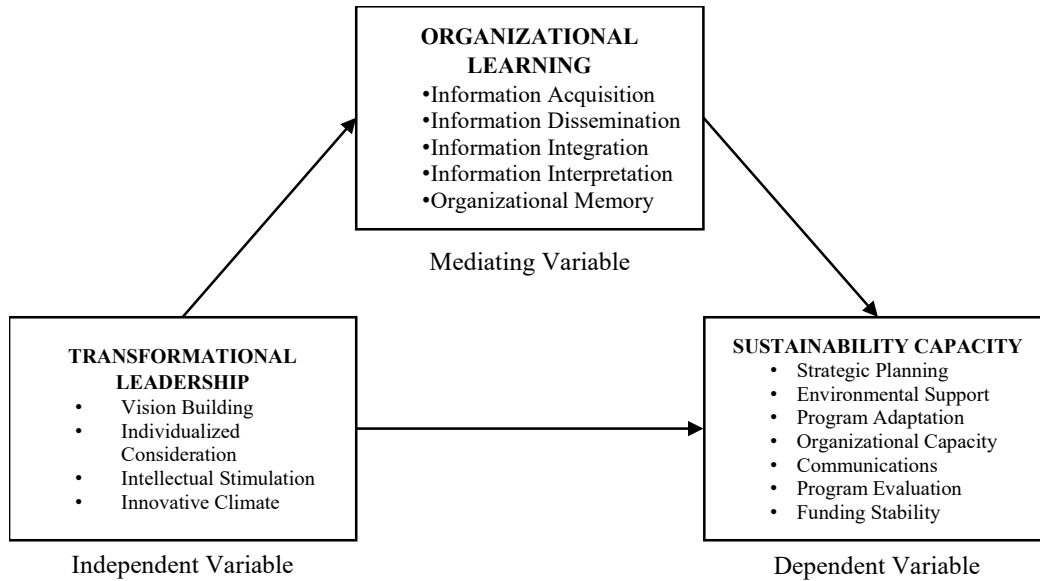 ORGANIZATIONAL
LEARNING
•Information Acquisition
•Information Dissemination
•Information Integration
•Information Interpretation
•Organizational Memory
Mediating Variable
TRANSFORMATIONAL
LEADERSHIP
• Vision Building
• Individualized
Consideration
• Intellectual Stimulation
• Innovative Climate
Independent Variable
SUSTAINABILITY CAPACITY
• Strategic Planning
• Environmental Support
• Program Adaptation
• Organizational Capacity
• Communications
• Program Evaluation
• Funding Stability
Dependent Variable